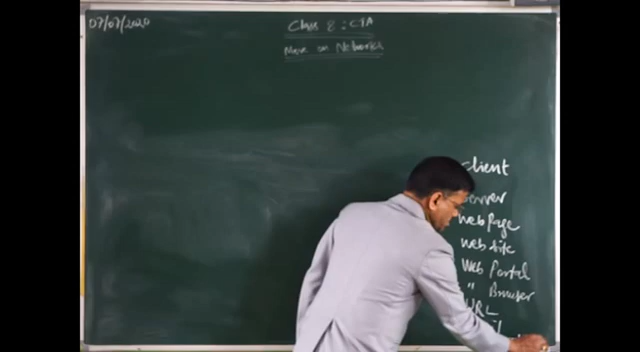 07/07/2020
Class 8 : CTA
More on Networks
Client
Server
Web Page
Web site
Web Portal
" Browser
URL